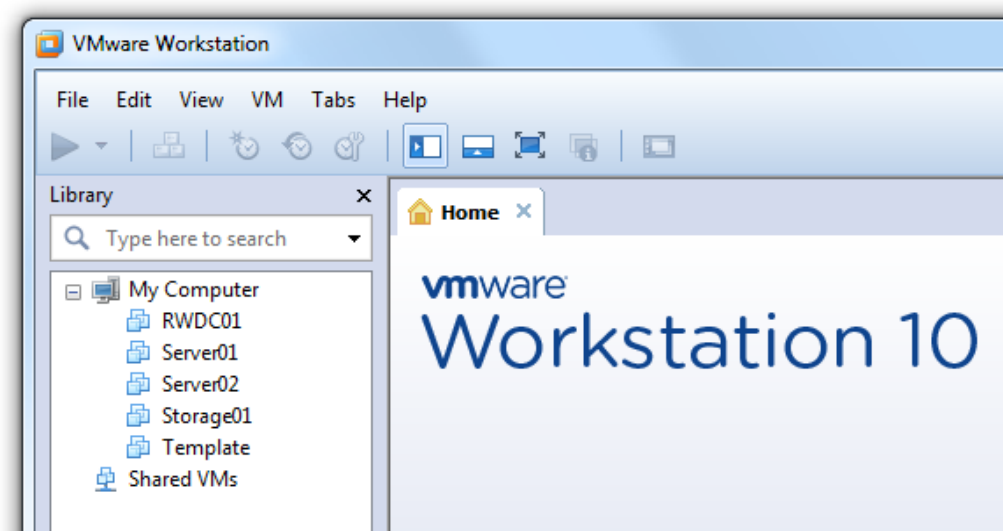 VMware Workstation
File Edit View VM Tabs Help
Library
Home
Type here to search
My Computer
RWDC01
Server01
Server02
Storage01
Template
Shared VMs
vmware
Workstation 10